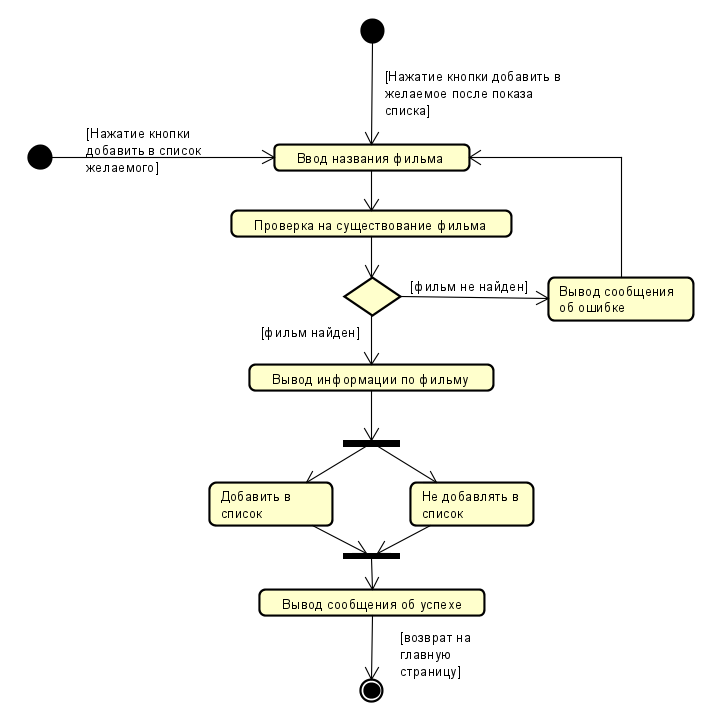 [Нажатие кнопки добавить в
желаемое после показа
списка]
[Нажатие кнопки
добавить в список
желаемого]
Ввод названия фильма
Проверка на существование фильма
[фильм не найден]
Вывод сообщения
об ошибке
[фильм найден]
Вывод информации по фильму
Добавить в
список
Не добавлять в
список
Вывод сообщения об успехе
[возврат на
главную
страницу]